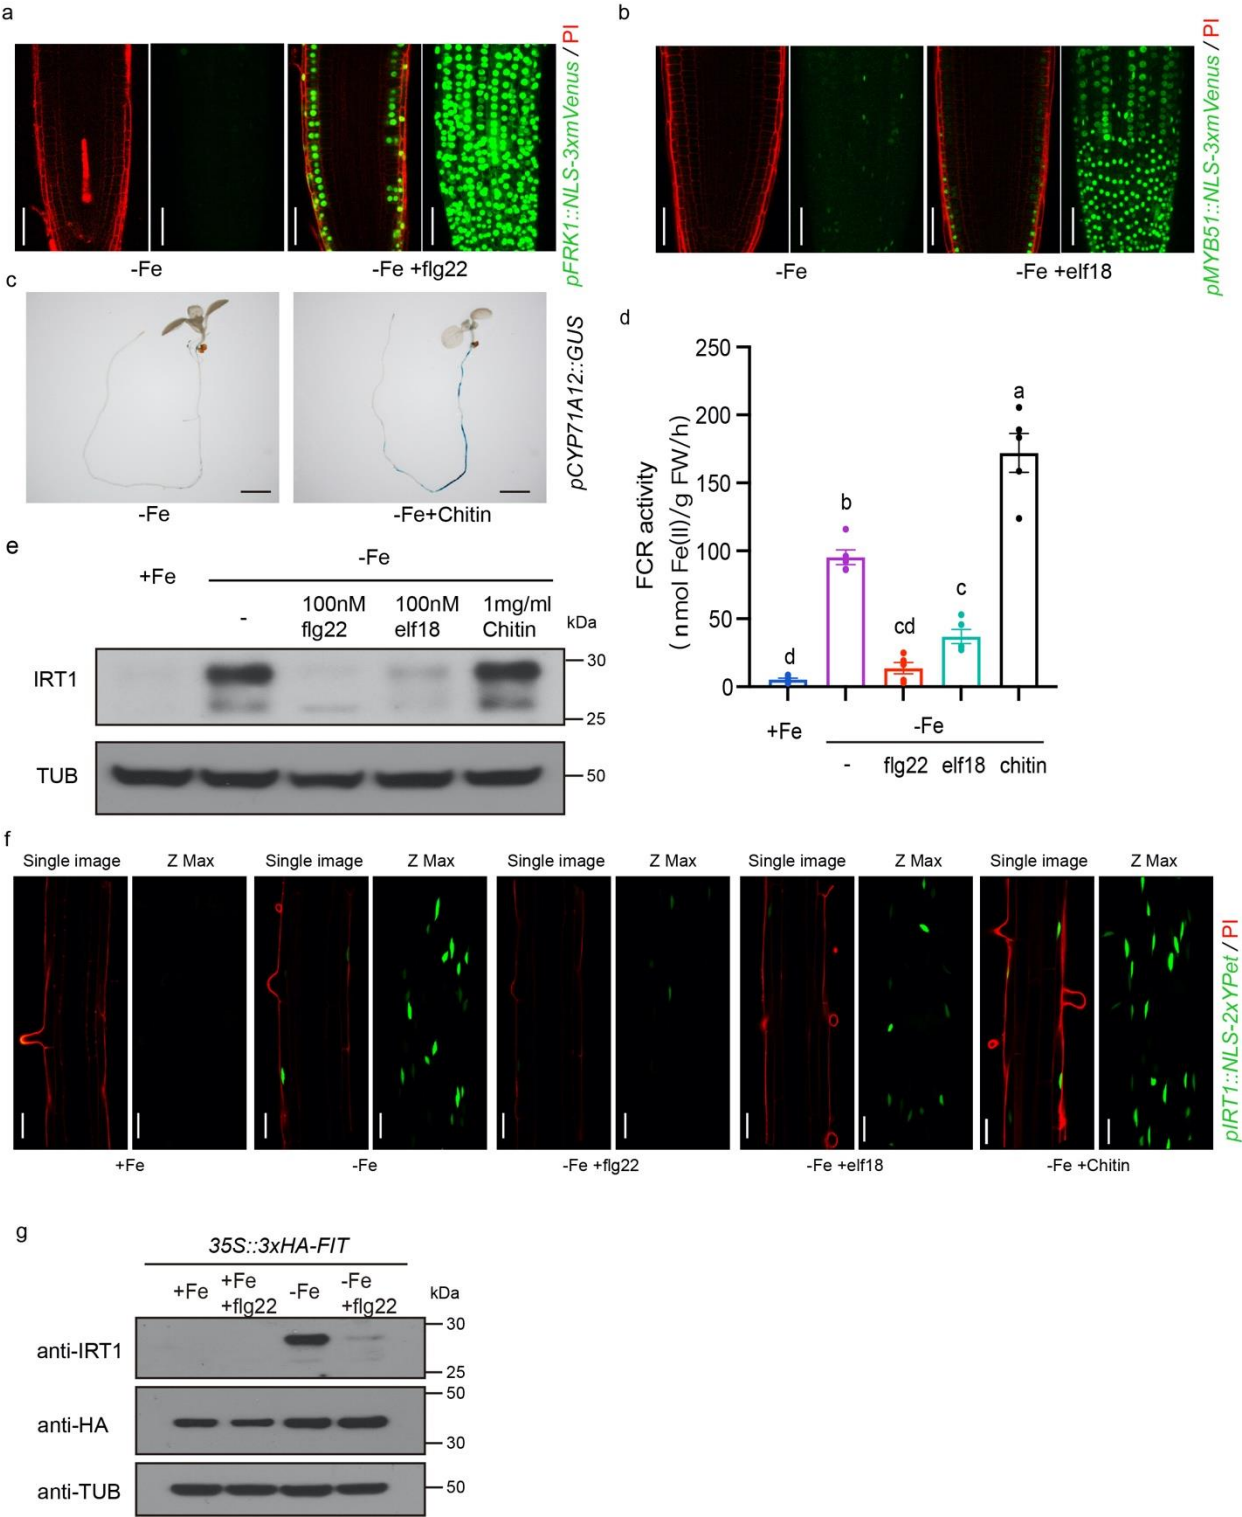 a
pFRK1::NLS-3xmVenus / PI
-Fe
-Fe +flg22
b
pMYB51::NLS-3xmVenus / PI
-Fe
-Fe +elf18
c
pCYP71A12::GUS
-Fe
-Fe+Chitin
d
FCR activity
(nmol Fe(II)/g FW/h)
250
200
150
100
50
0
d
b
cd
c
a
+Fe
-Fe
- flg22 elf18 chitin
e
+Fe
-Fe
-
100nM
flg22
100nM
elf18
1mg/ml
Chitin
kDa
IRT1
30
25
TUB
50
f
Single image Z Max Single image Z Max Single image Z Max Single image Z Max Single image Z Max
pIRT1::NLS-2xYPet / PI
+Fe -Fe -Fe +flg22 -Fe +elf18 -Fe +Chitin
g
35S::3xHA-FIT
+Fe
+Fe
+flg22
-Fe
-Fe
+flg22
kDa
anti-IRT1
30
25
anti-HA
50
30
anti-TUB
50